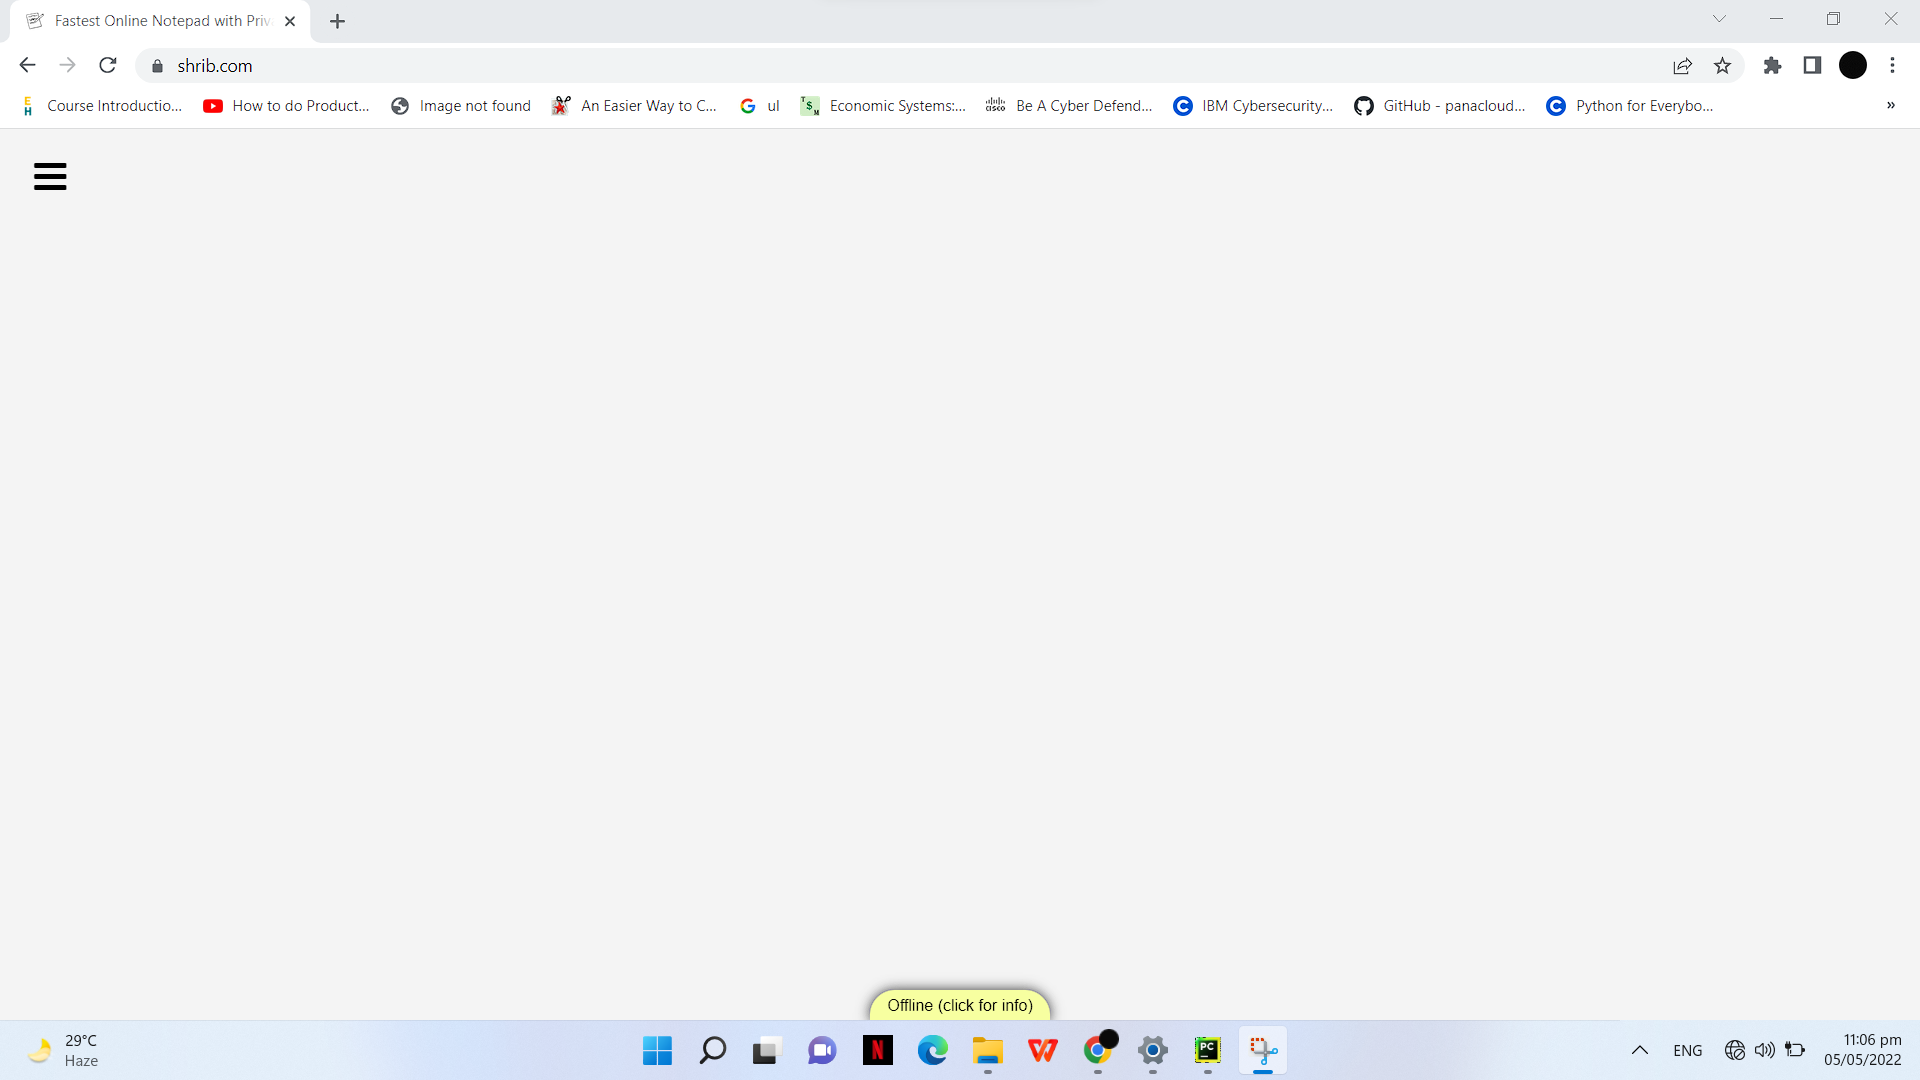 Fastest Online Notepad with Priv
shrib.com
Course Introductio...
How to do Product...
Image not found
An Easier Way to C...
ul
Economic Systems:...
Be A Cyber Defend...
IBM Cybersecurity...
GitHub - panacloud...
Python for Everybo...
»
Offline (click for info)
29°C
Haze
PC
ENG
11:06 pm
05/05/2022